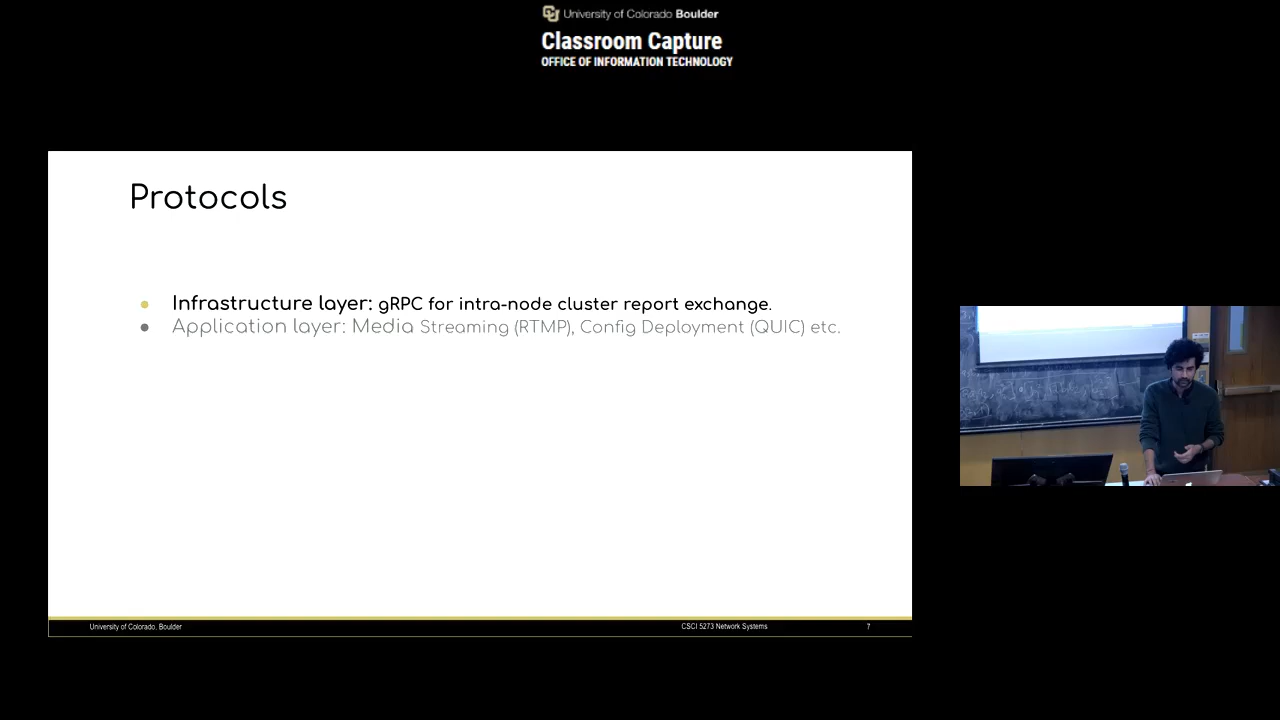 University of Colorado Boulder
Classroom Capture
OFFICE OF INFORMATION TECHNOLOGY
Protocols
Infrastructure layer: gRPC for intra-node cluster report exchange.
Application layer: Media Streaming (RTMP), Config Deployment (QUIC) etc.
University of Colorado, Boulder
CSCI 5273 Network Systems
7